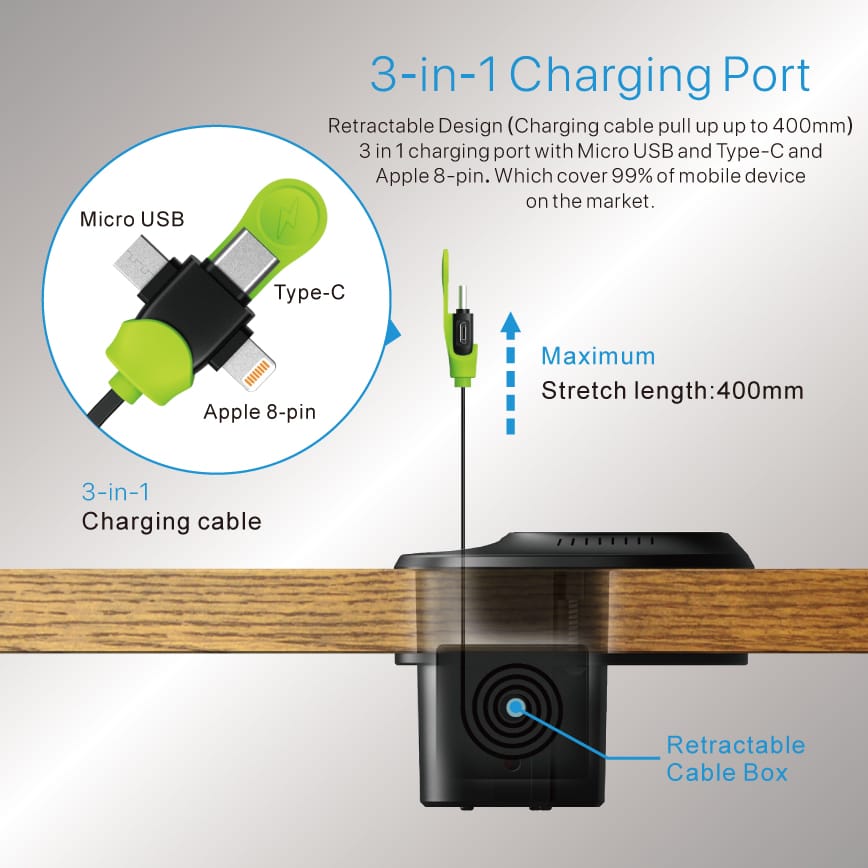 3-in-1 Charging Port
Retractable Design (Charging cable pull up up to 400mm)
3 in 1 charging port with Micro USB and Type-C and
Apple 8-pin. Which cover 99% of mobile device
on the market.
Micro USB
Type-C
Apple 8-pin
3-in-1
Charging cable
Maximum
Stretch length:400mm
Retractable
Cable Box